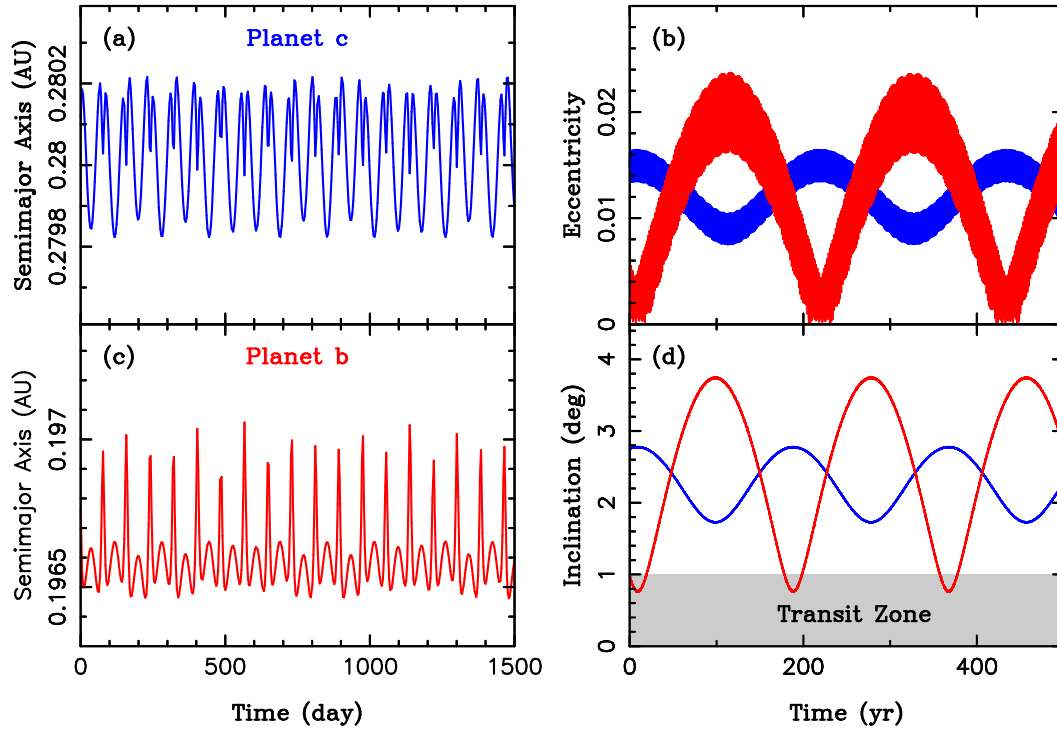 (a) Planet c
Semimajor Axis (AU)
0.2802
0.28
0.2798
(b)
Eccentricity
0.02
0.01
0
(c) Planet b
Semimajor Axis (AU)
0.197
0.1965
0 500 1000 1500
Time (day)
(d)
Inclination (deg)
4
3
2
1
0
Transit Zone
0 200 400
Time (yr)